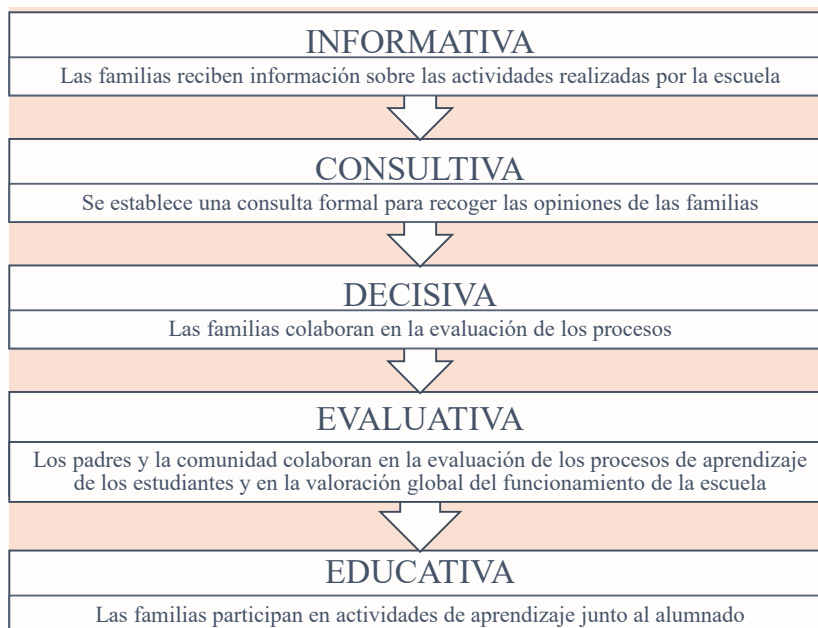 INFORMATIVA
Las familias reciben información sobre las actividades realizadas por la escuela
CONSULTIVA
Se establece una consulta formal para recoger las opiniones de las familias
DECISIVA
Las familias colaboran en la evaluación de los procesos
EVALUATIVA
Los padres y la comunidad colaboran en la evaluación de los procesos de aprendizaje
de los estudiantes y en la valoración global del funcionamiento de la escuela
EDUCATIVA
Las familias participan en actividades de aprendizaje junto al alumnado